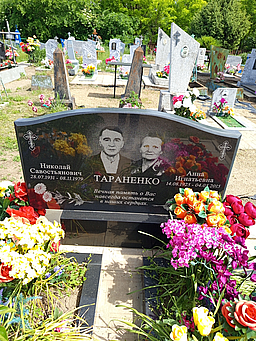 Николай
Савостьянович
28.07.1931 - 08.11.1979
Анна
Игнатьевна
14.08.1925 - 04.03.2015
ТАРАНЕНКО
Вечная память о Вас
навсегда останется
в наших сердцах.